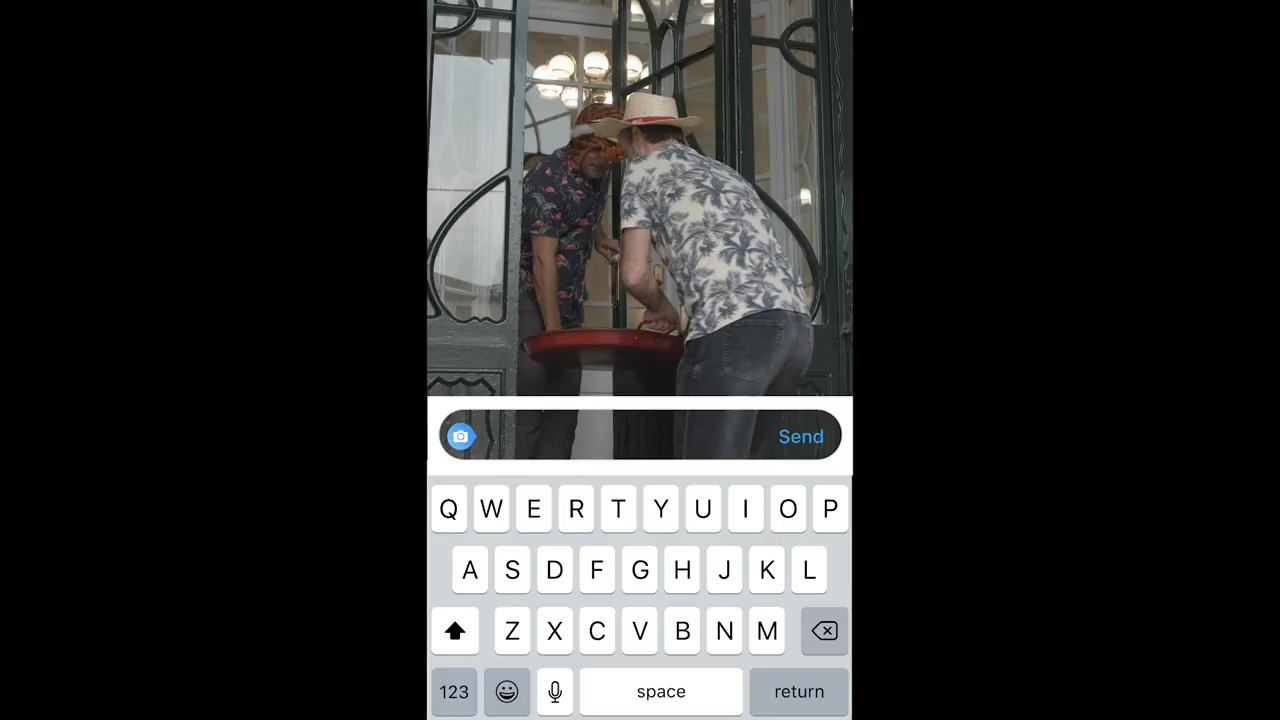 Send
Q W E R T Y U I O P
A S D F G H J K L
Z X C V B N M
123 space return